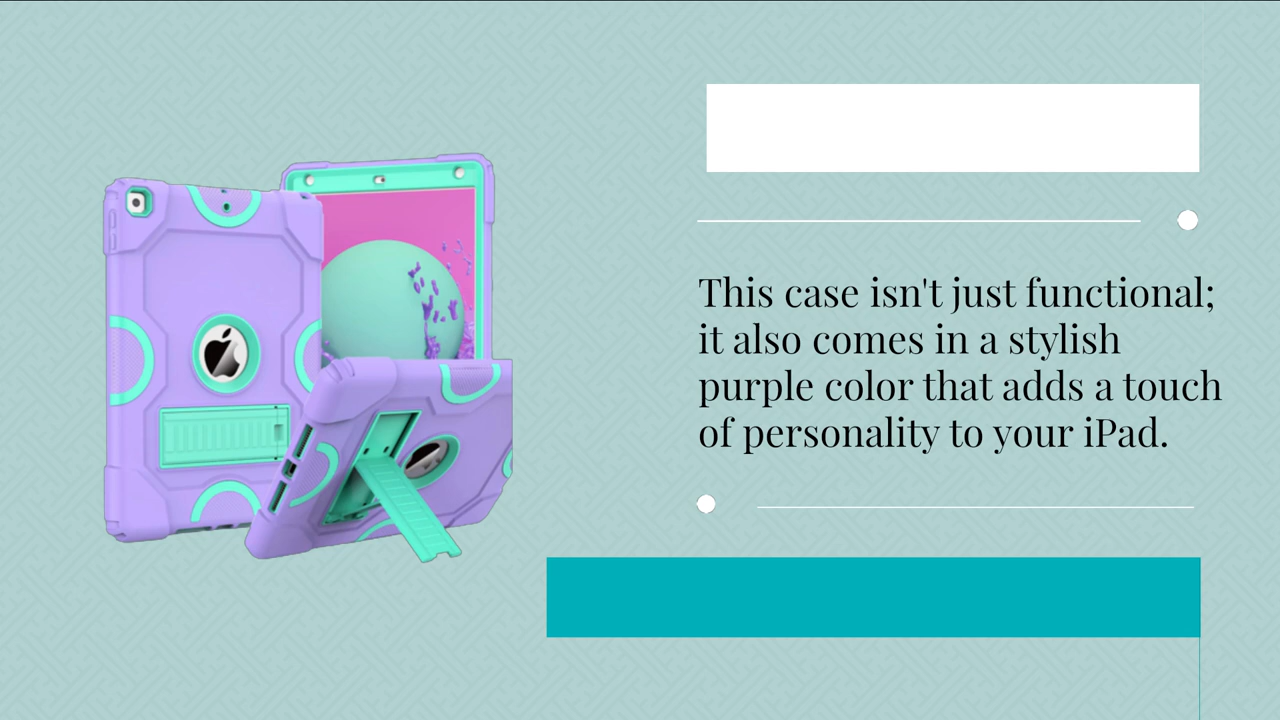 This case isn't just functional;
it also comes in a stylish
purple color that adds a touch
of personality to your iPad.